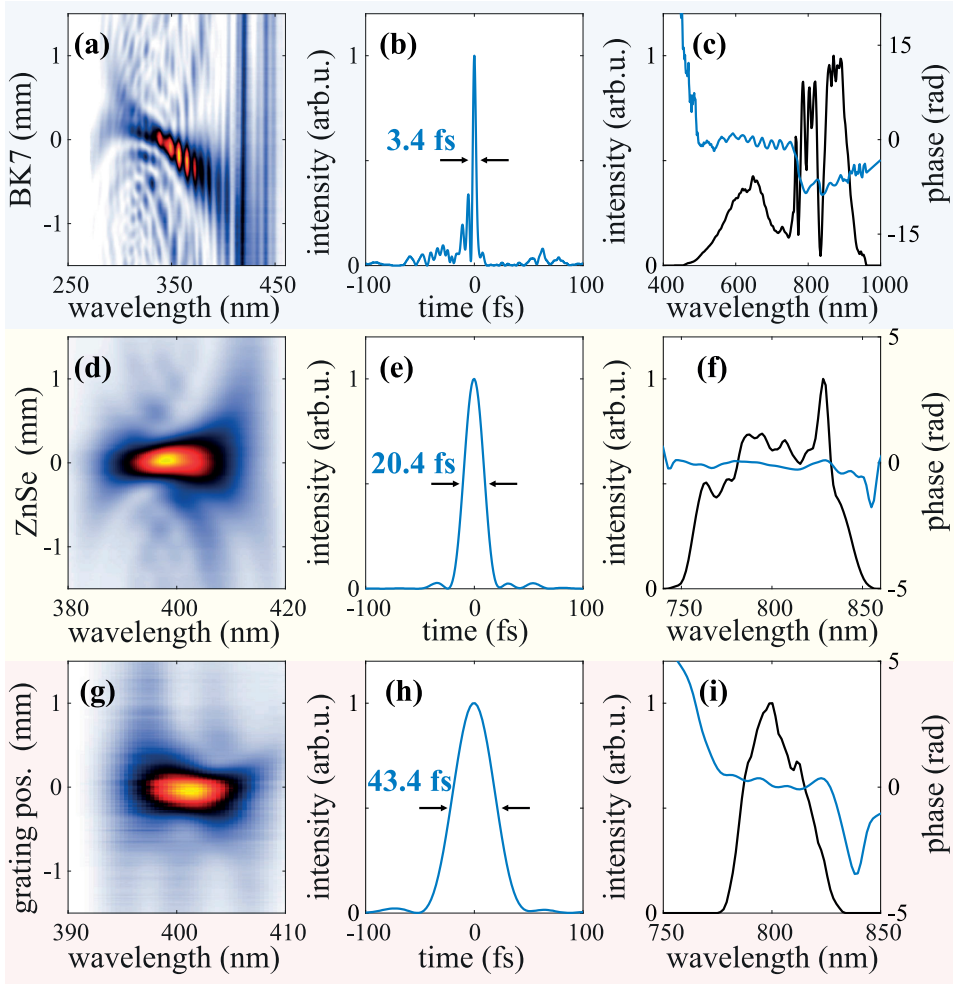 (a)
BK7 (mm)
1
0
-1
250
350
450
wavelength (nm)
(b)
intensity (arb.u.)
1
0
3.4 fs
-100
0
100
time (fs)
(c)
intensity (arb.u.)
1
0
400
600
800
1000
wavelength (nm)
15
0
-15
phase (rad)
(d)
ZnSe (mm)
1
0
-1
380
400
420
wavelength (nm)
(e)
intensity (arb.u.)
1
0
20.4 fs
-100
0
100
time (fs)
(f)
intensity (arb.u.)
1
0
750
800
850
wavelength (nm)
5
0
-5
phase (rad)
(g)
grating pos. (mm)
1
0
-1
390
400
410
wavelength (nm)
(h)
intensity (arb.u.)
1
0
43.4 fs
-100
0
100
time (fs)
(i)
intensity (arb.u.)
1
0
750
800
850
wavelength (nm)
5
0
-5
phase (rad)